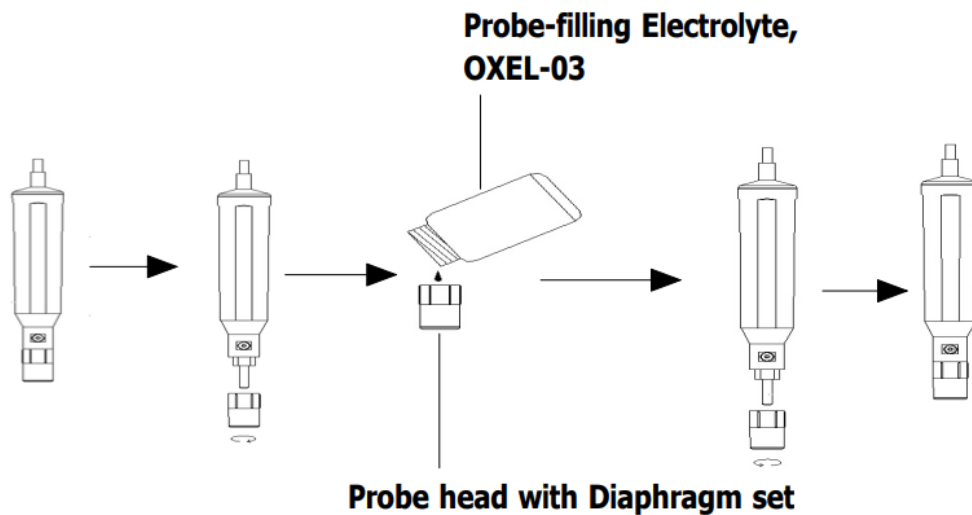 Probe-filling Electrolyte,
OXEL-03
Probe head with Diaphragm set